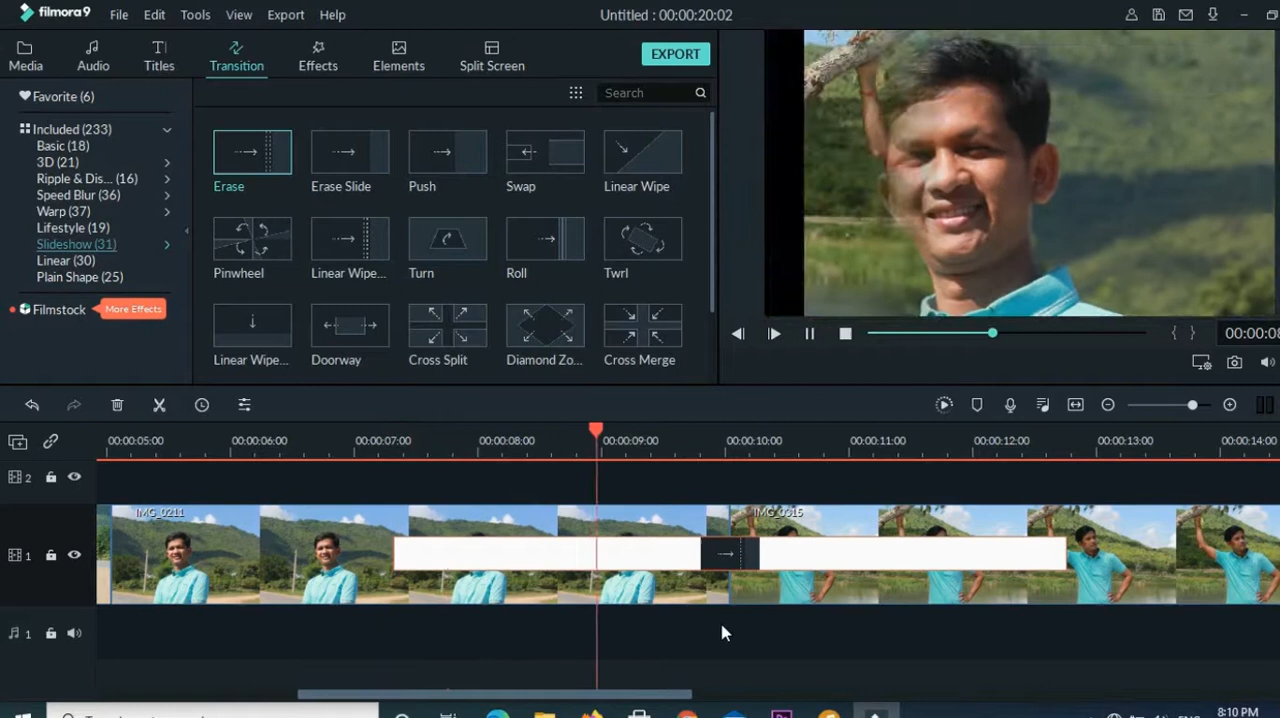 filmora9 File Edit Tools View Export Help Untitled : 00:00:20:02
Media Audio Titles Transition Effects Elements Split Screen EXPORT
Favorite (6)
Search
Included (233)
Basic (18)
3D (21)
Ripple & Dis... (16)
Speed Blur (36)
Warp (37)
Lifestyle (19)
Slideshow (31)
Linear (30)
Plain Shape (25)
Filmstock More Effects
Erase Erase Slide Push Swap Linear Wipe
Pinwheel Linear Wipe... Turn Roll Twrl
Linear Wipe... Doorway Cross Split Diamond Zo... Cross Merge
{ } 00:00:08
00:00:05:00 00:00:06:00 00:00:07:00 00:00:08:00 00:00:09:00 00:00:10:00 00:00:11:00 00:00:12:00 00:00:13:00 00:00:14:00
2
IMG_0211 IMG_0315
1
1
ENG 8:10 PM